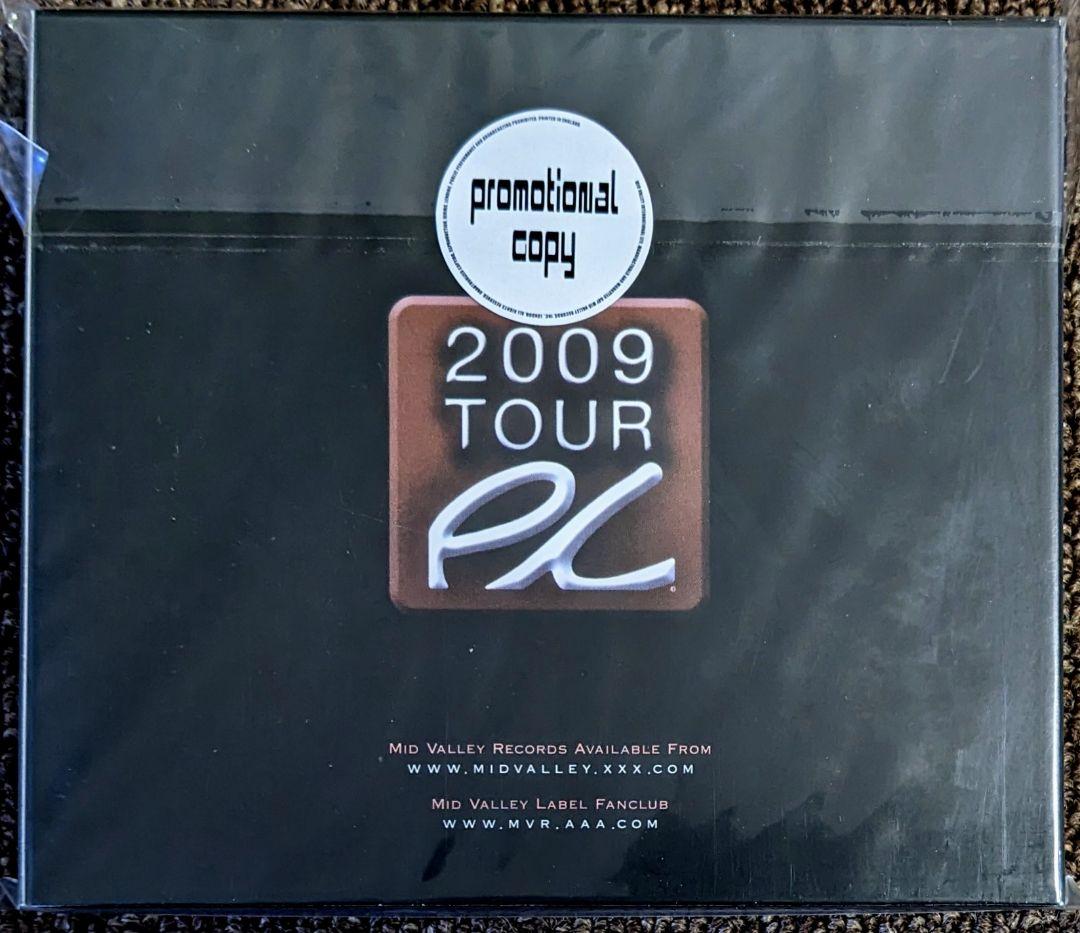 promotional
copy
2009
TOUR
PL
MID VALLEY RECORDS AVAILABLE FROM
WWW.MIDVALLEY.XXX.COM
MID VALLEY LABEL FANCLUB
WWW.MVR.AAA.COM